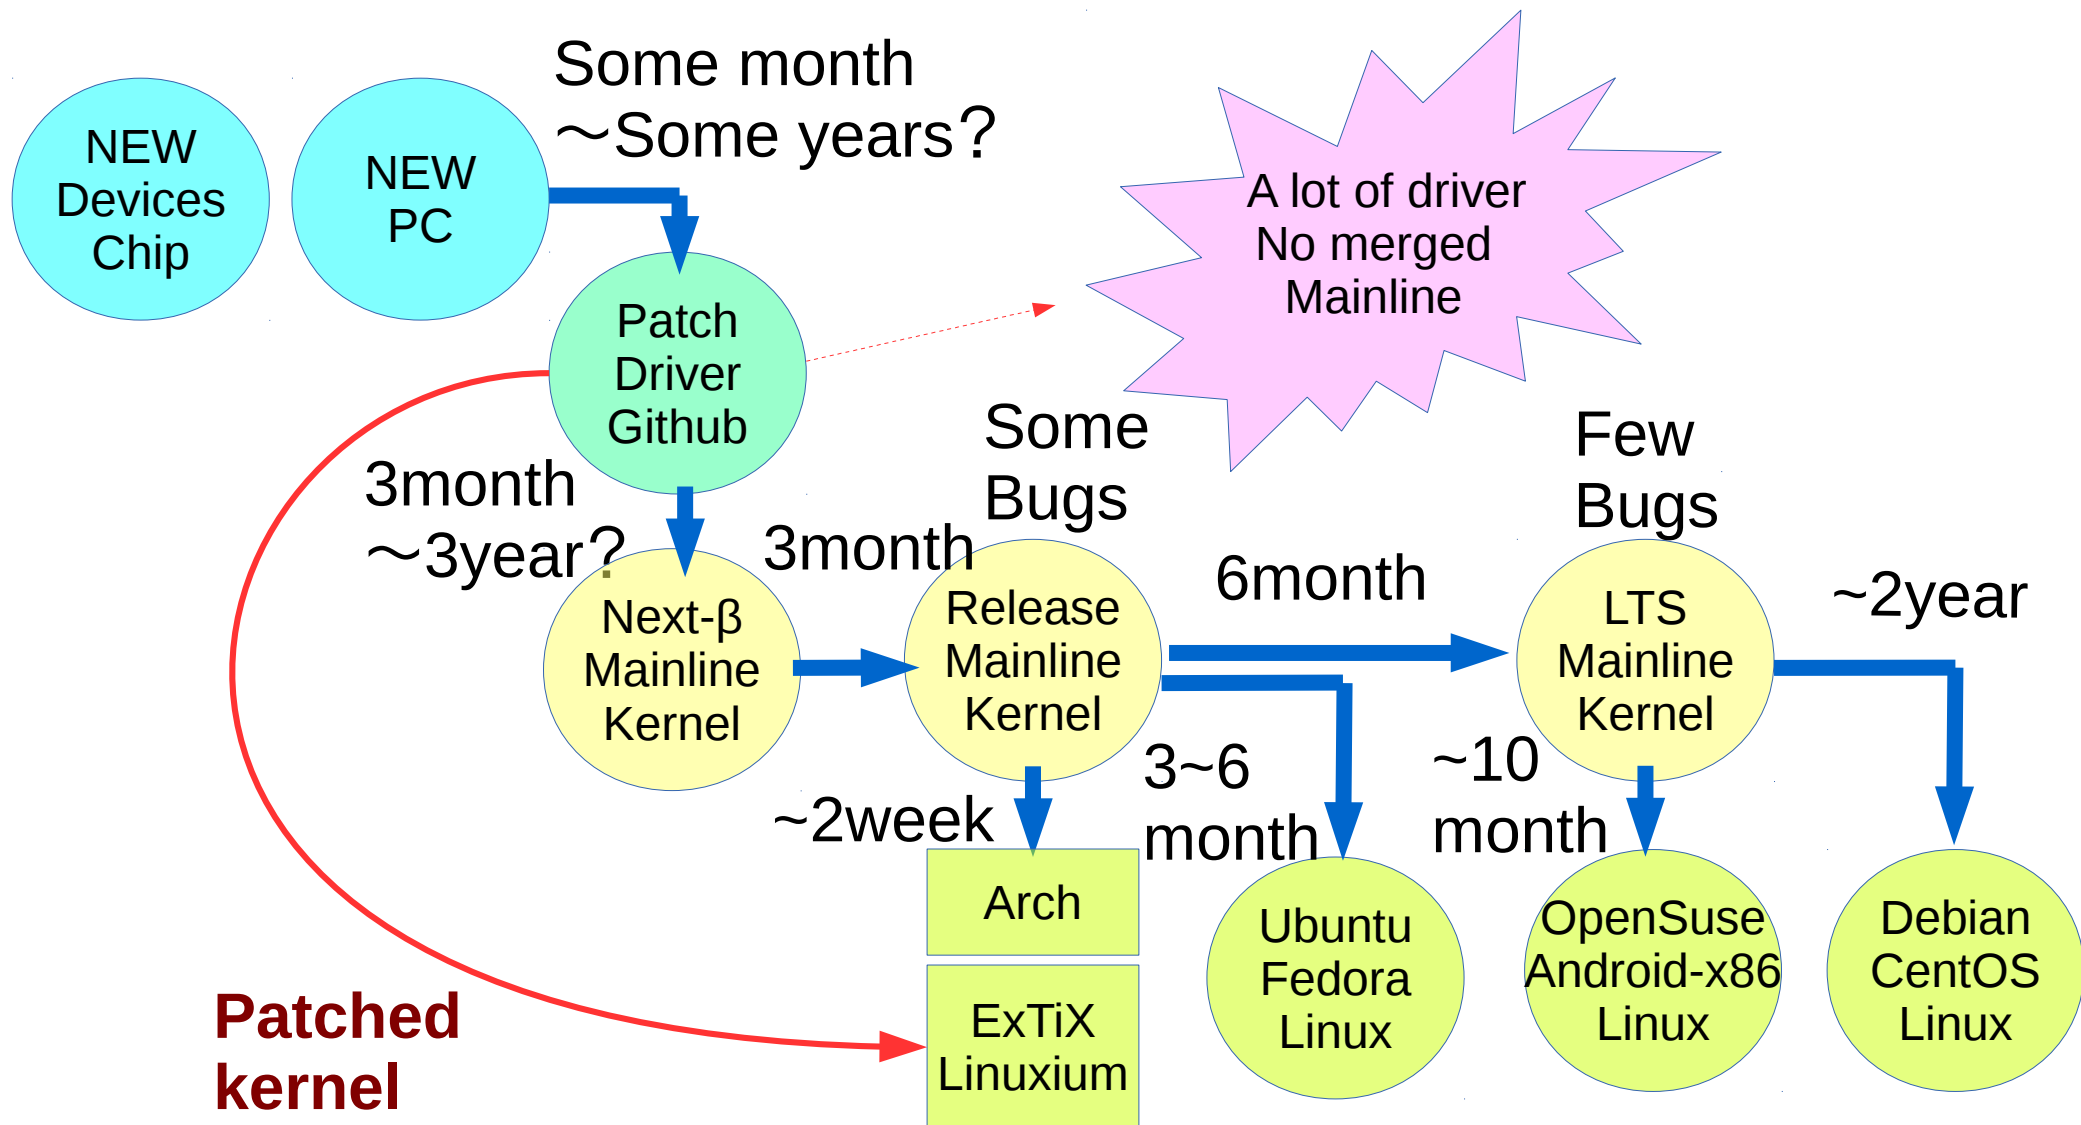 NEW
Devices
Chip
NEW
PC
Some month
～Some years？
A lot of driver
No merged
Mainline
Patch
Driver
Github
3month
～3year？
Next-β
Mainline
Kernel
3month
Some
Bugs
Release
Mainline
Kernel
6month
Few
Bugs
LTS
Mainline
Kernel
~2year
~2week
3~6
month
~10
month
Arch
ExTiX
Linuxium
Ubuntu
Fedora
Linux
OpenSuse
Android-x86
Linux
Debian
CentOS
Linux
Patched
kernel